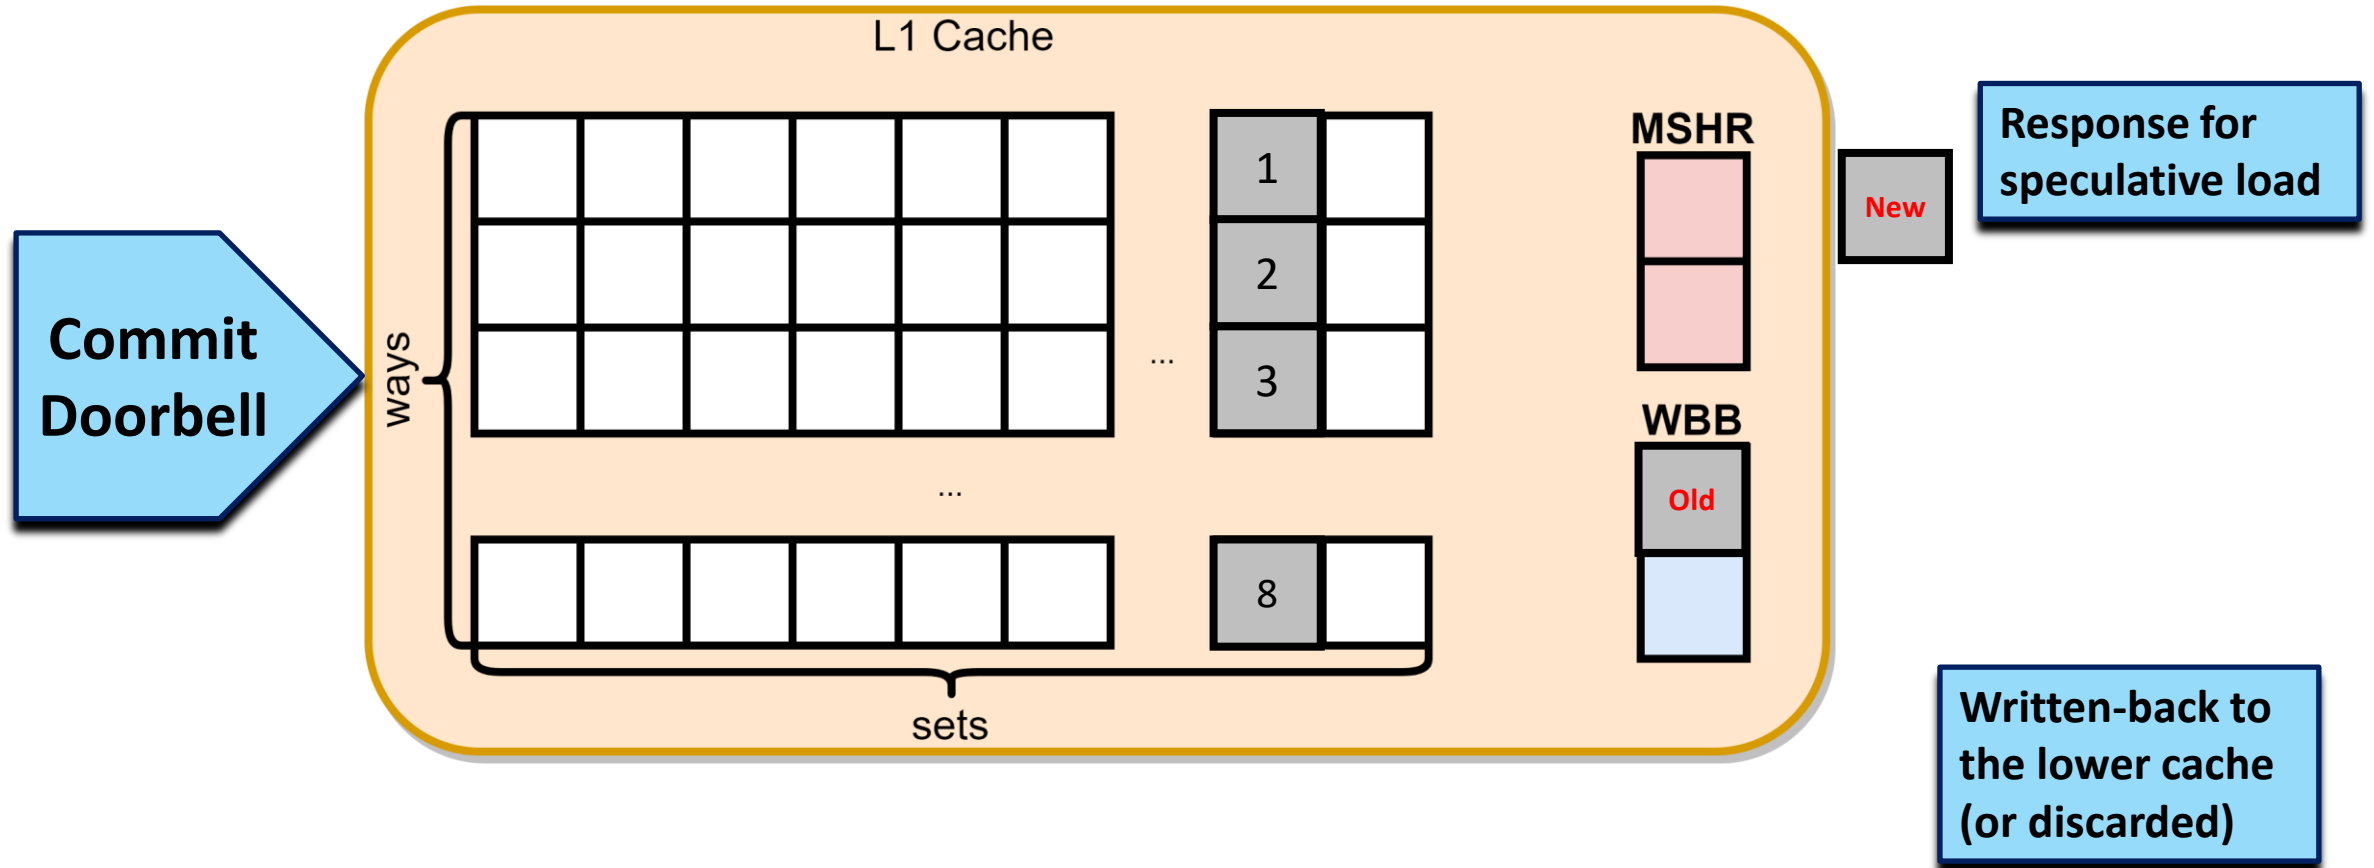 L1 Cache
Commit
Doorbell
ways
1
2
3
...
...
8
sets
MSHR
New
WBB
Old
Response for
speculative load
Written-back to
the lower cache
(or discarded)